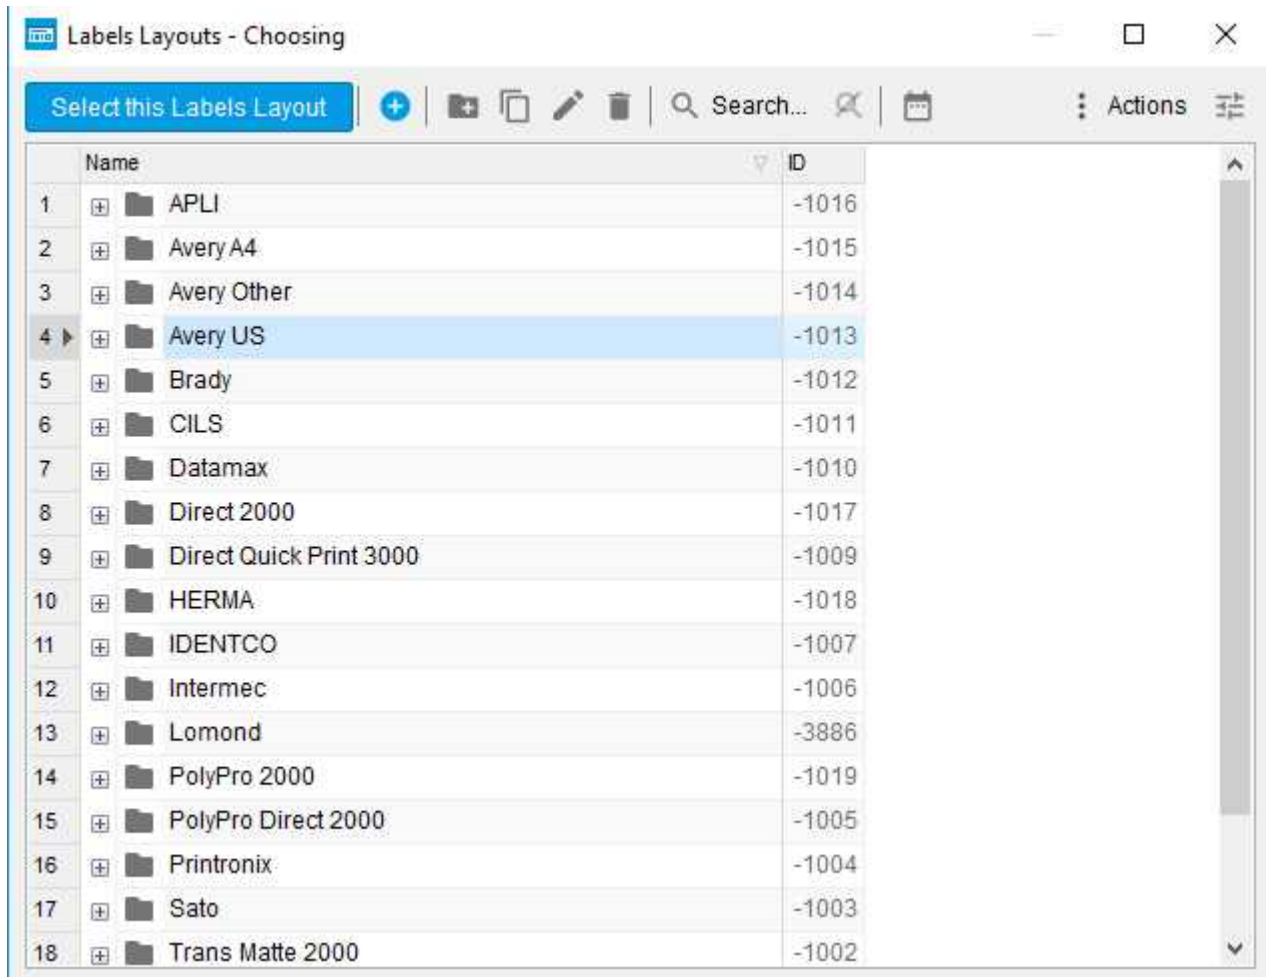 Labels Layouts - Choosing
Select this Labels Layout Search... Actions
Name ID
1 APLI -1016
2 Avery A4 -1015
3 Avery Other -1014
4 Avery US -1013
5 Brady -1012
6 CILS -1011
7 Datamax -1010
8 Direct 2000 -1017
9 Direct Quick Print 3000 -1009
10 HERMA -1018
11 IDENTCO -1007
12 Intermec -1006
13 Lomond -3886
14 PolyPro 2000 -1019
15 PolyPro Direct 2000 -1005
16 Printronix -1004
17 Sato -1003
18 Trans Matte 2000 -1002